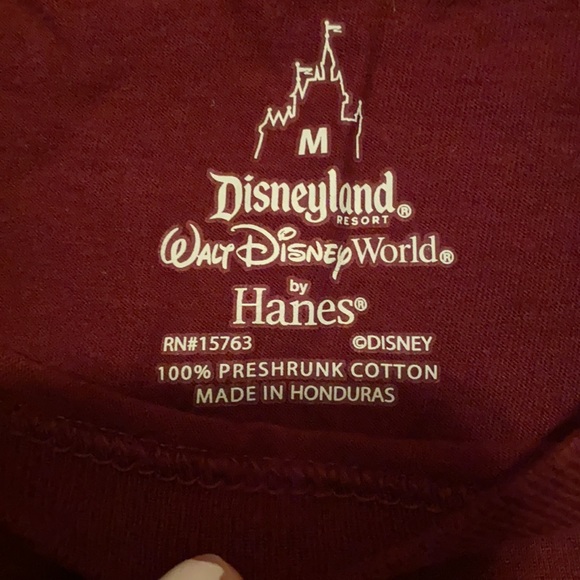 M
Disneyland®
RESORT
Walt Disney World®
by
Hanes®
RN#15763 ©DISNEY
100% PRESHRUNK COTTON
MADE IN HONDURAS